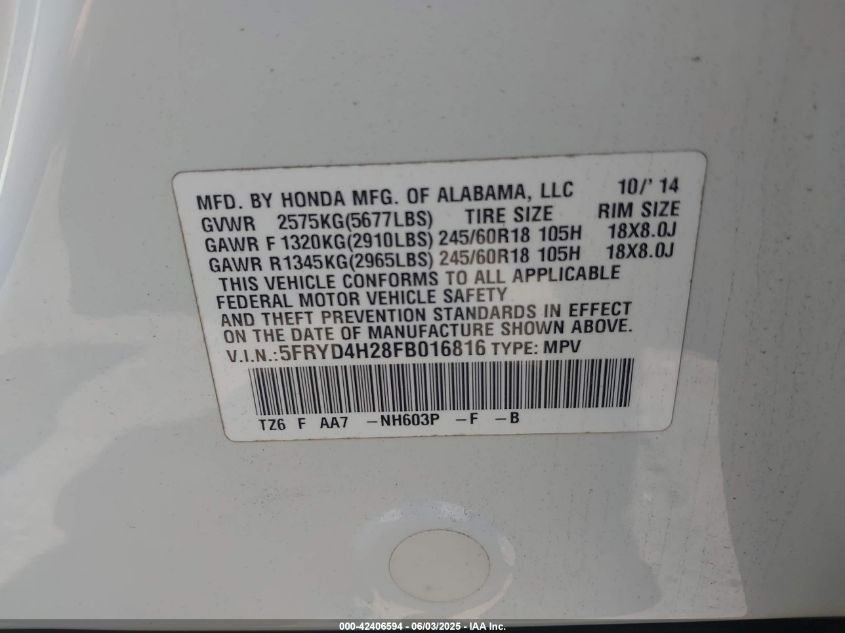 MFD. BY HONDA MFG. OF ALABAMA, LLC 10/' 14
GVWR 2575KG(5677LBS) TIRE SIZE RIM SIZE
GAWR F 1320KG(2910LBS) 245/60R18 105H 18X8.0J
GAWR R1345KG(2965LBS) 245/60R18 105H 18X8.0J
THIS VEHICLE CONFORMS TO ALL APPLICABLE
FEDERAL MOTOR VEHICLE SAFETY
AND THEFT PREVENTION STANDARDS IN EFFECT
ON THE DATE OF MANUFACTURE SHOWN ABOVE.
V.I.N.:5FRYD4H28FB016816 TYPE: MPV
TZ6 F AA7 -NH603P -F -B
000-42406594 - 06/03/2025 - IAA Inc.